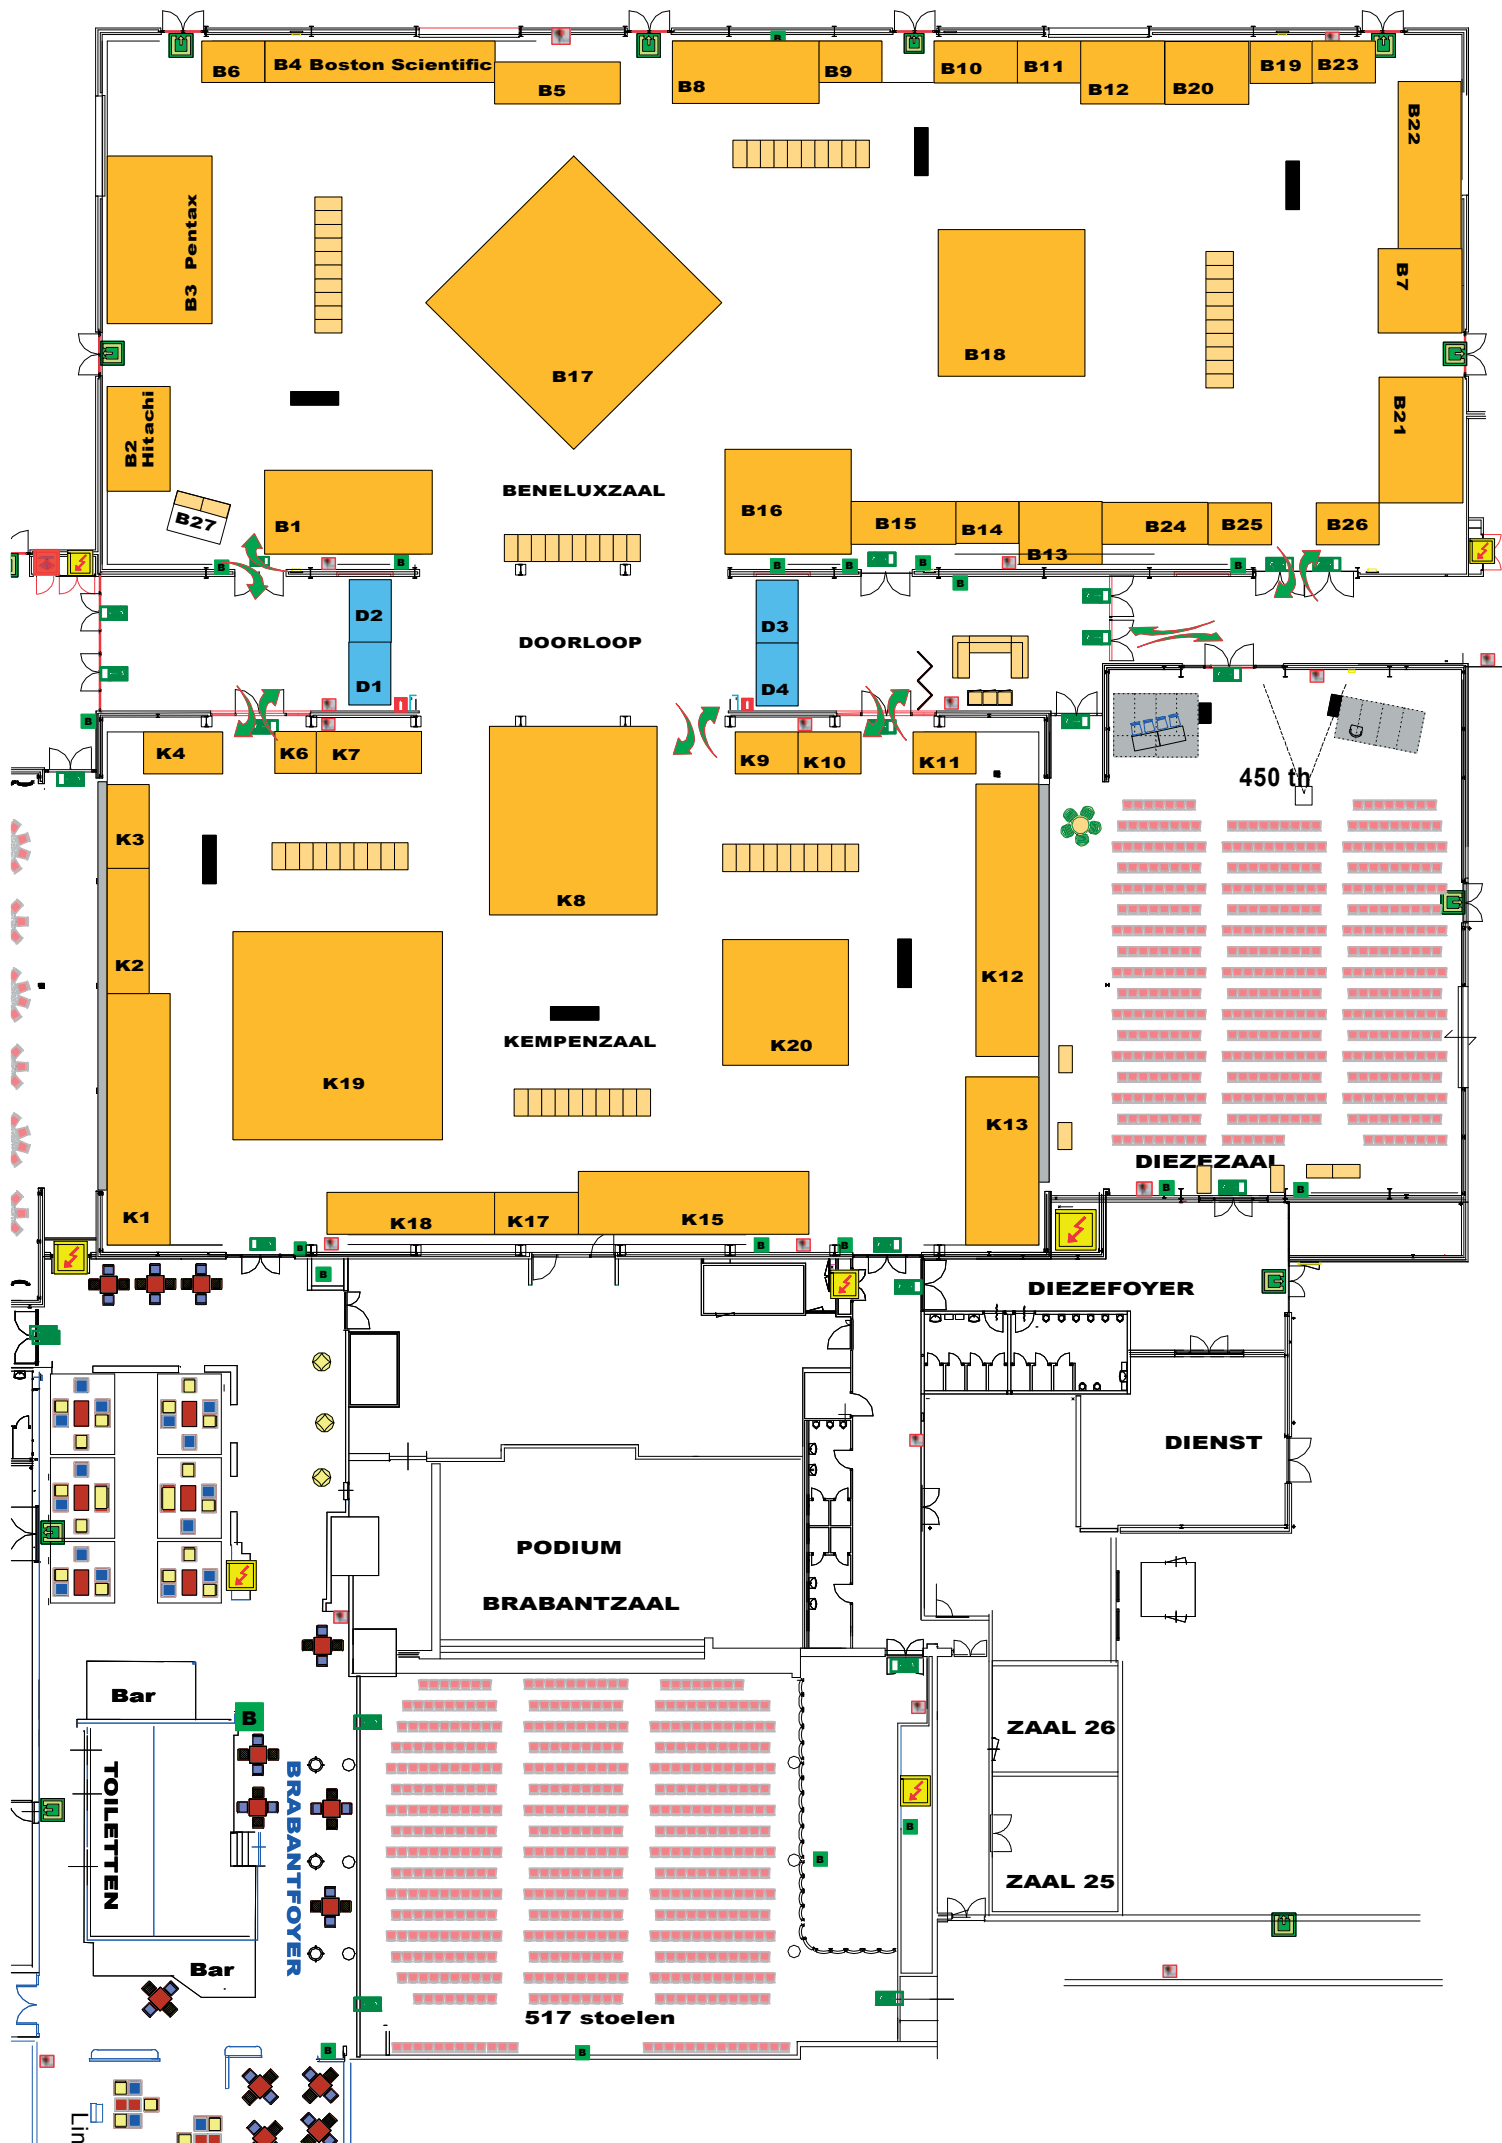 B6
B4 Boston Scientific
B5
B8
B9
B10
B11
B12
B20
B19
B23
B22
B3 Pentax
B17
B18
B7
B2
Hitachi
B21
B27
B1
BENELUXZAAL
B16
B15
B14
B13
B24
B25
B26
B
B
B
B
B
B
B
B
D2
D1
DOORLOOP
D3
D4
B
K4
K6
K7
K9
K10
K11
450 th
K3
K8
K2
K12
K19
KEMPENZAAL
K20
K13
DIEZEZAAL
B
B
K1
K18
K17
K15
B
B
B
B
DIEZEFOYER
DIENST
PODIUM
BRABANTZAAL
Bar
B
TOILETTEN
BRABANTFOYER
ZAAL 26
B
B
ZAAL 25
Bar
517 stoelen
B
B
Lin